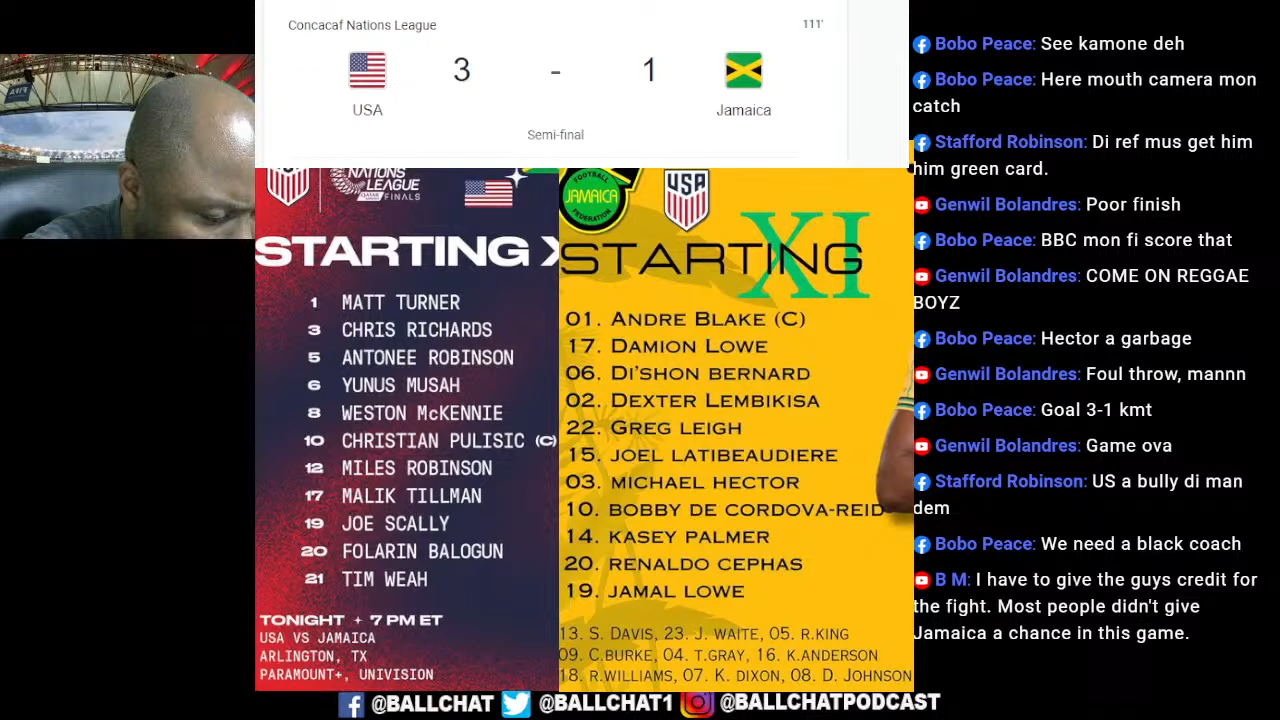 Concacaf Nations League
111'
3 - 1
USA
Jamaica
Semi-final
NATIONS
LEAGUE
FINALS
STARTING X
1 MATT TURNER
3 CHRIS RICHARDS
5 ANTONEE ROBINSON
6 YUNUS MUSAH
8 WESTON McKENNIE
10 CHRISTIAN PULISIC (C)
12 MILES ROBINSON
17 MALIK TILLMAN
19 JOE SCALLY
20 FOLARIN BALOGUN
21 TIM WEAH
TONIGHT + 7 PM ET
USA VS JAMAICA
ARLINGTON, TX
PARAMOUNT+, UNIVISION
FOOTBALL
JAMAICA
FEDERATION
USA
STARTING
XI
01. ANDRE BLAKE (C)
17. DAMION LOWE
06. DI'SHON BERNARD
02. DEXTER LEMBIKISA
22. GREG LEIGH
15. JOEL LATIBEAUDIERE
03. MICHAEL HECTOR
10. BOBBY DE CORDOVA-REID
14. KASEY PALMER
20. RENALDO CEPHAS
19. JAMAL LOWE
13. S. DAVIS, 23. J. WAITE, 05. R.KING
09. C.BURKE, 04. T.GRAY, 16. K.ANDERSON
18. R.WILLIAMS, 07. K. DIXON, 08. D. JOHNSON
Bobo Peace: See kamone deh
Bobo Peace: Here mouth camera mon
catch
Stafford Robinson: Di ref mus get him
him green card.
Genwil Bolandres: Poor finish
Bobo Peace: BBC mon fi score that
Genwil Bolandres: COME ON REGGAE
BOYZ
Bobo Peace: Hector a garbage
Genwil Bolandres: Foul throw, mannn
Bobo Peace: Goal 3-1 kmt
Genwil Bolandres: Game ova
Stafford Robinson: US a bully di man
dem
Bobo Peace: We need a black coach
B M: I have to give the guys credit for
the fight. Most people didn't give
Jamaica a chance in this game.
@BALLCHAT @BALLCHAT1 @BALLCHATPODCAST